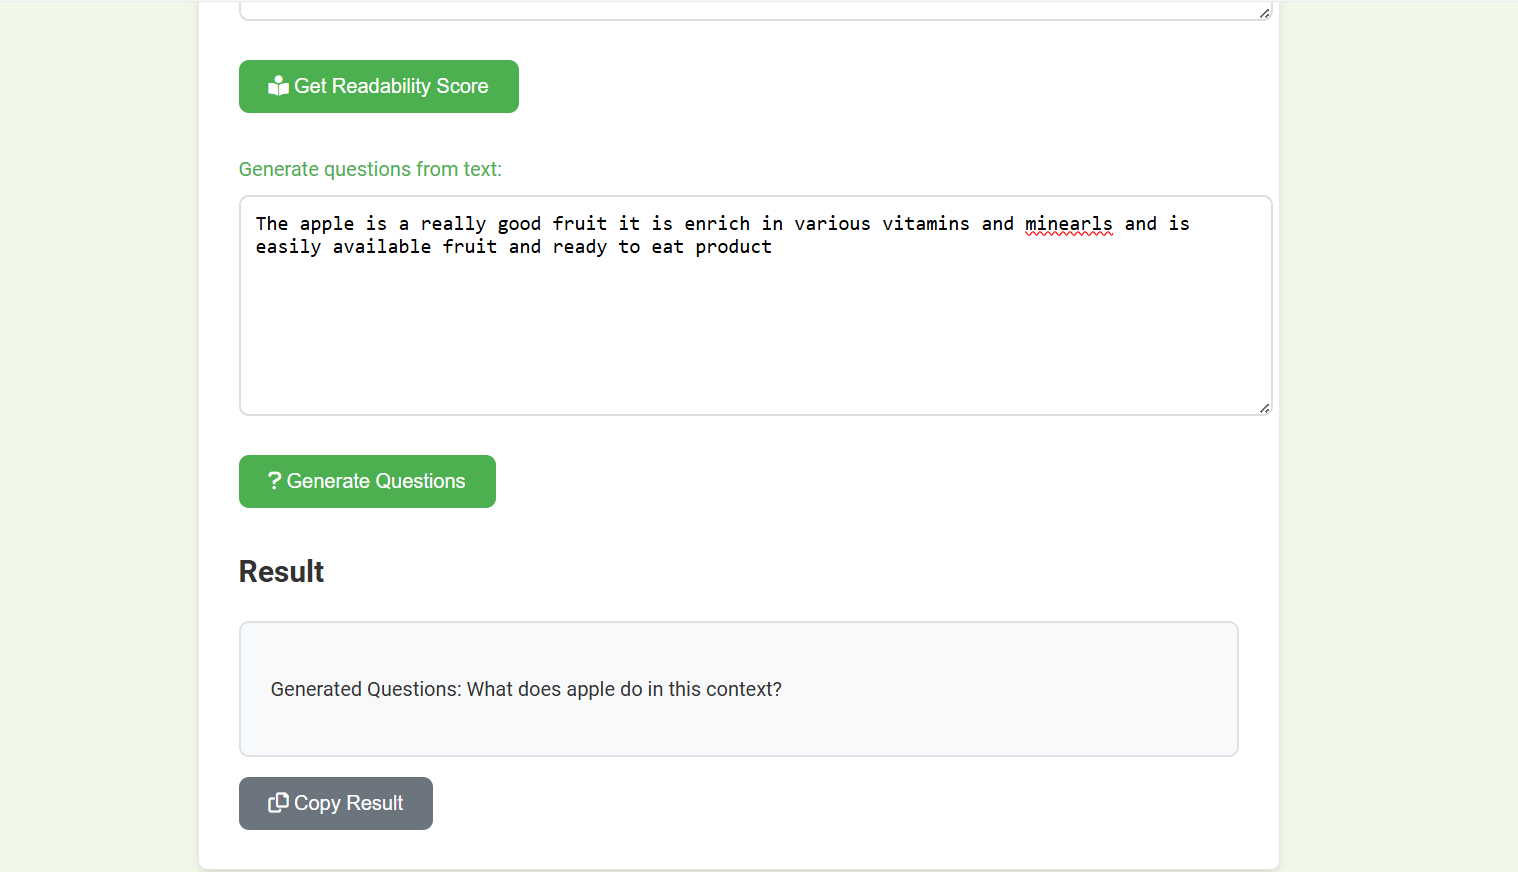 Get Readability Score
Generate questions from text:
The apple is a really good fruit it is enrich in various vitamins and minearls and is
easily available fruit and ready to eat product
? Generate Questions
Result
Generated Questions: What does apple do in this context?
Copy Result